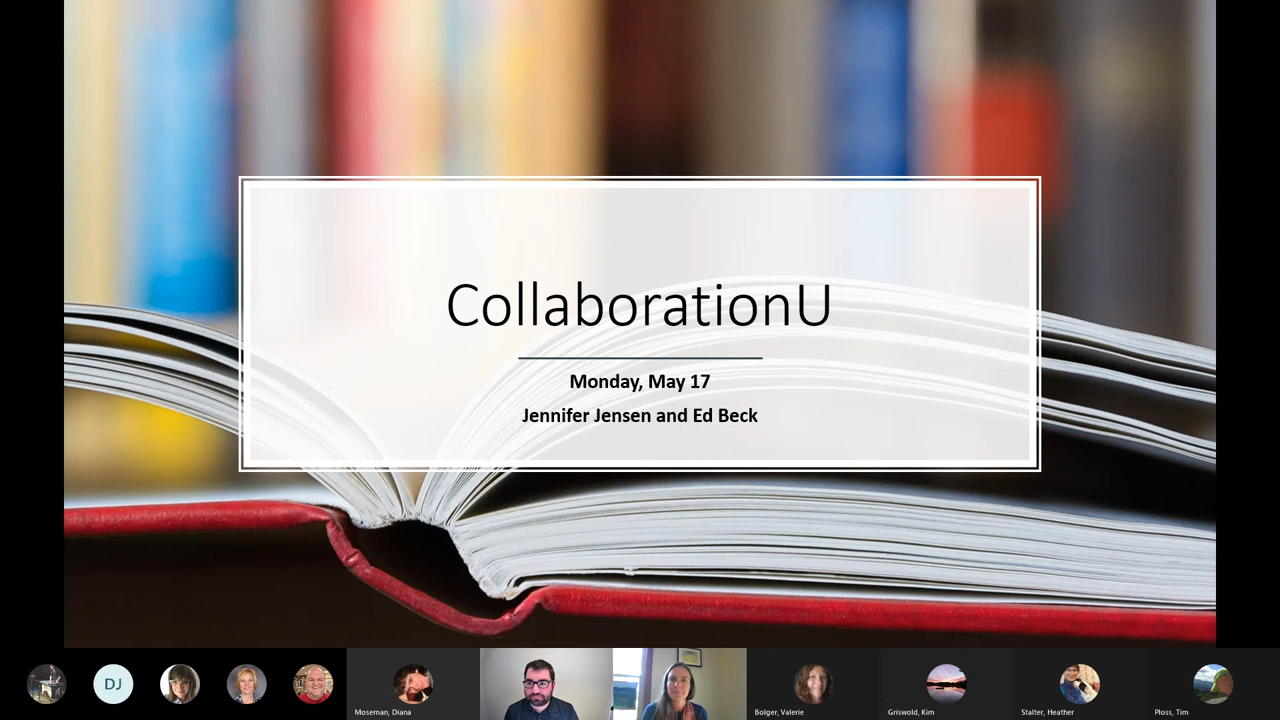 CollaborationU
Monday, May 17
Jennifer Jensen and Ed Beck
DJ
Moseman, Diana
Bolger, Valerie
Griswold, Kim
Stalter, Heather
Ploss, Tim